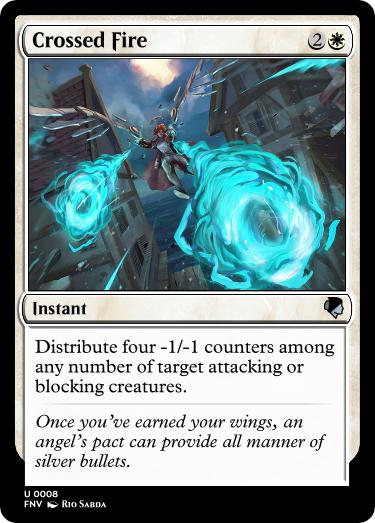 Crossed Fire 2
Instant
Distribute four -1/-1 counters among
any number of target attacking or
blocking creatures.
Once you've earned your wings, an
angel's pact can provide all manner of
silver bullets.
U 0008
FNV Rio Sabda